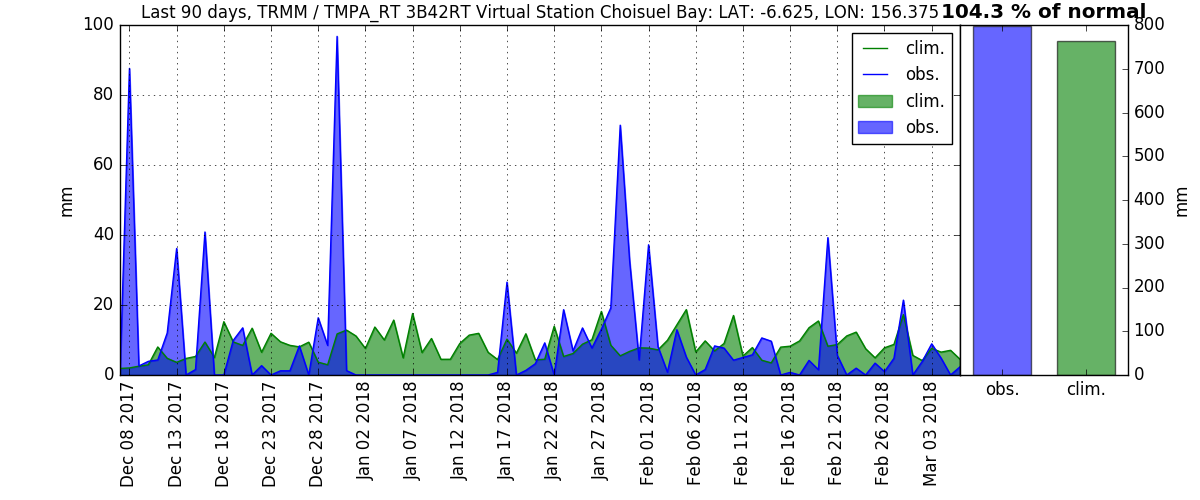 Last 90 days, TRMM / TMPA_RT 3B42RT Virtual Station Choisuel Bay: LAT: -6.625, LON: 156.375
104.3 % of normal
100
80
60
40
20
0
mm
clim.
obs.
clim.
obs.
800
700
600
500
400
300
200
100
0
mm
obs.
clim.
Dec 08 2017
Dec 13 2017
Dec 18 2017
Dec 23 2017
Dec 28 2017
Jan 02 2018
Jan 07 2018
Jan 12 2018
Jan 17 2018
Jan 22 2018
Jan 27 2018
Feb 01 2018
Feb 06 2018
Feb 11 2018
Feb 16 2018
Feb 21 2018
Feb 26 2018
Mar 03 2018